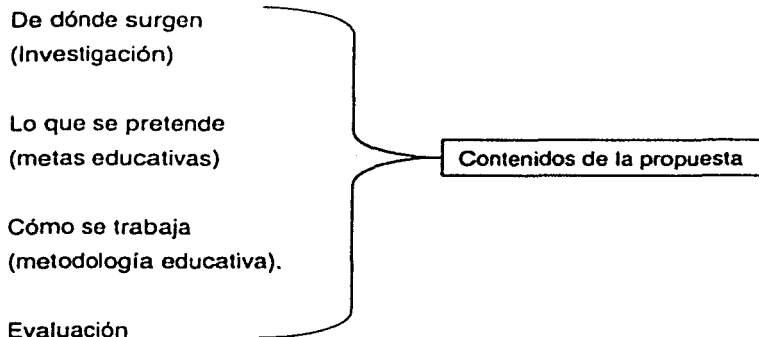 De dónde surgen
(Investigación)
Lo que se pretende
(metas educativas)
Cómo se trabaja
(metodología educativa).
Evaluación
Contenidos de la propuesta